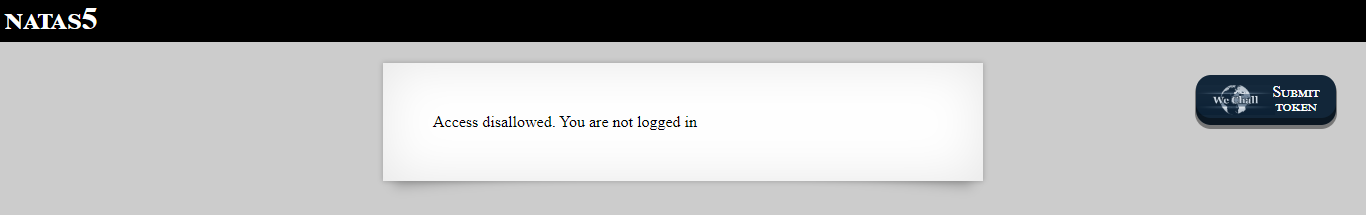 NATAS5
Access disallowed. You are not logged in
We Chall
SUBMIT
TOKEN